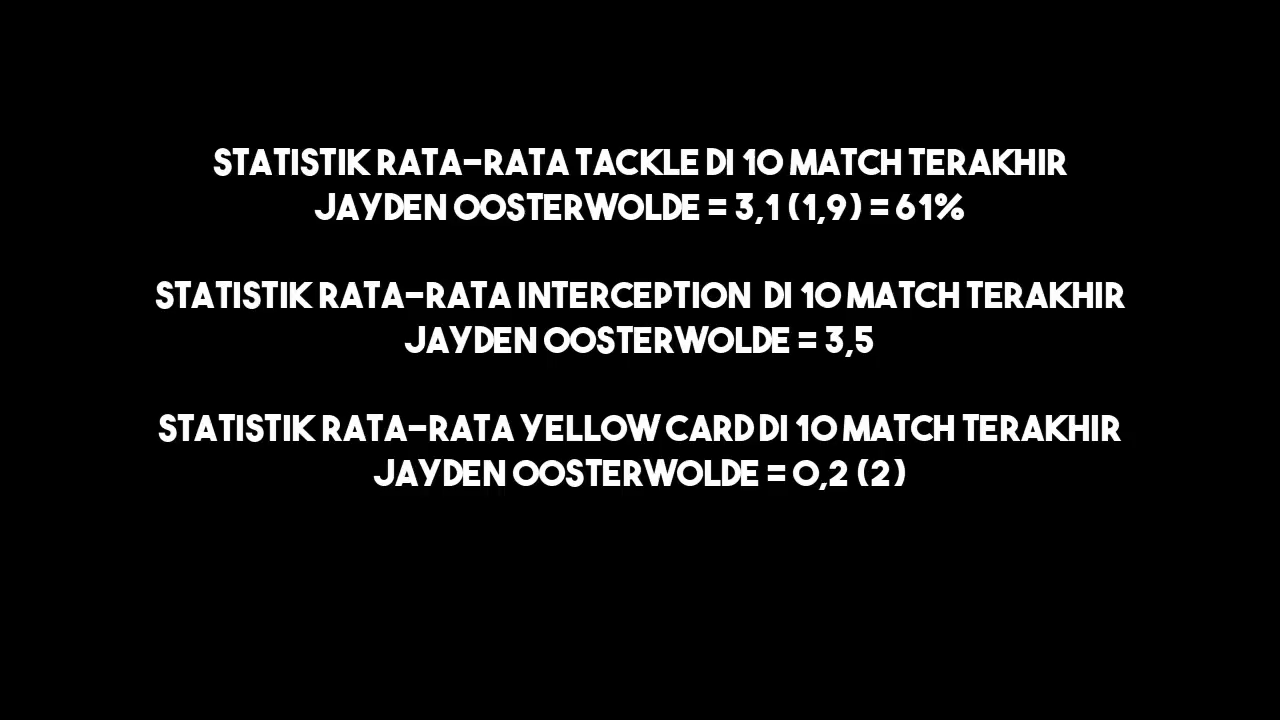 STATISTIK RATA-RATA TACKLE DI 10 MATCH TERAKHIR
JAYDEN OOSTERWOLDE = 3,1 (1,9) = 61%
STATISTIK RATA-RATA INTERCEPTION DI 10 MATCH TERAKHIR
JAYDEN OOSTERWOLDE = 3,5
STATISTIK RATA-RATA YELLOW CARD DI 10 MATCH TERAKHIR
JAYDEN OOSTERWOLDE = 0,2 (2)